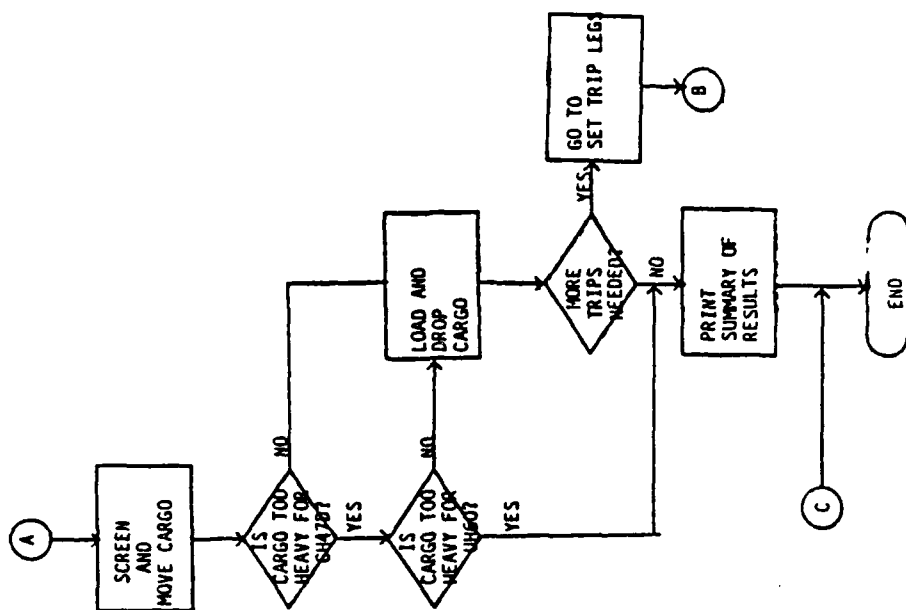 A
SCREEN
AND
MOVE CARGO
IS
CARGO TOO
HEAVY FOR
NO
YES
IS
CARGO TOO
HEAVY FOR
UH60?
NO
YES
LOAD AND
DROP
CARGO
MORE
TRIPS
NEEDED?
YES
NO
GO TO
SET TRIP LEGS
B
PRINT
SUMMARY OF
RESULTS
C
END